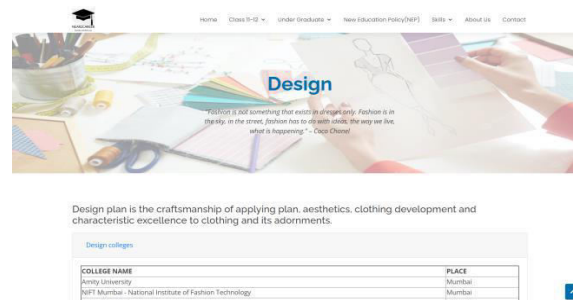 Home Class 11-12 Under Graduate New Education Policy(NEP) Skills About Us Contact
Design
"Fashion is not something that exists in dresses only. Fashion is in
the sky, in the street, fashion has to do with ideas, the way we live,
what is happening." – Coco Chanel
Design plan is the craftsmanship of applying plan, aesthetics, clothing development and
characteristic excellence to clothing and its adornments.
Design colleges
COLLEGE NAME PLACE
Amity University Mumbai
NIFT Mumbai - National Institute of Fashion Technology Mumbai